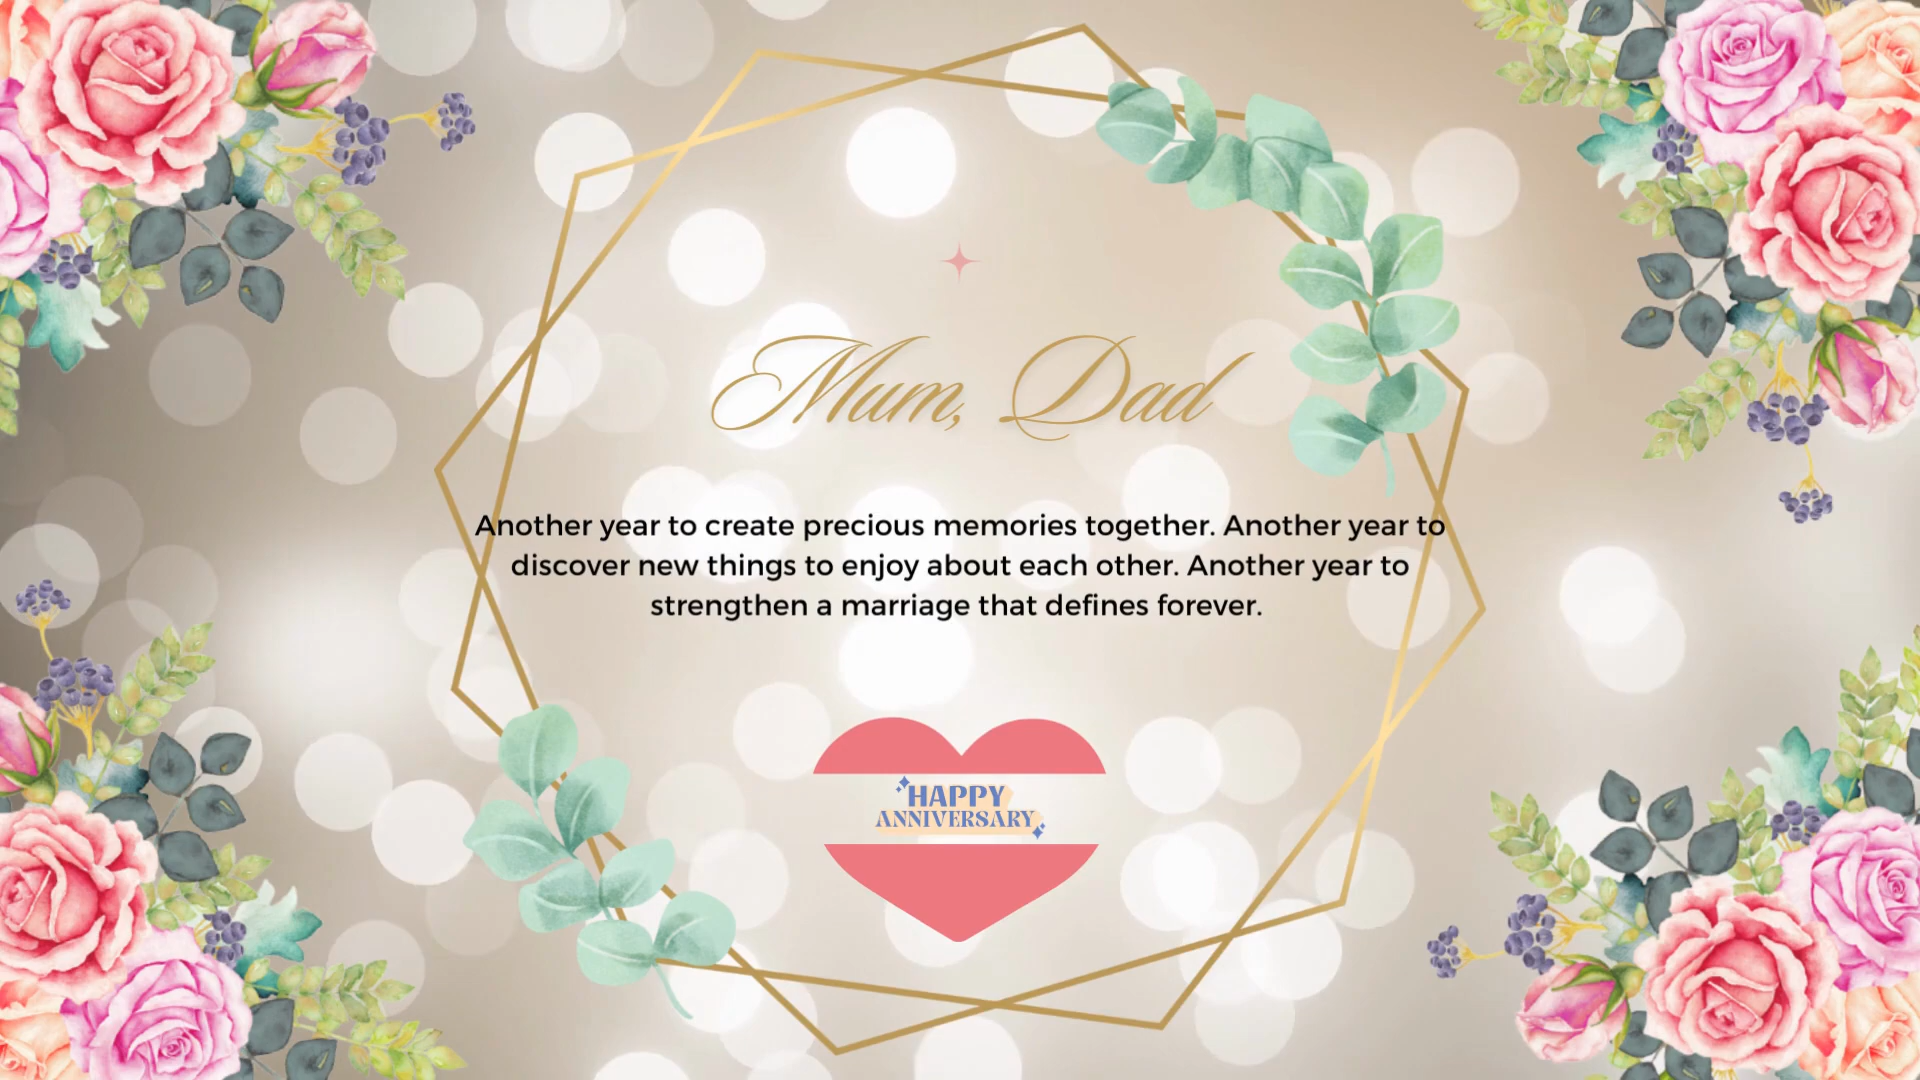 Mum, Dad
Another year to create precious memories together. Another year to
discover new things to enjoy about each other. Another year to
strengthen a marriage that defines forever.
HAPPY
ANNIVERSARY